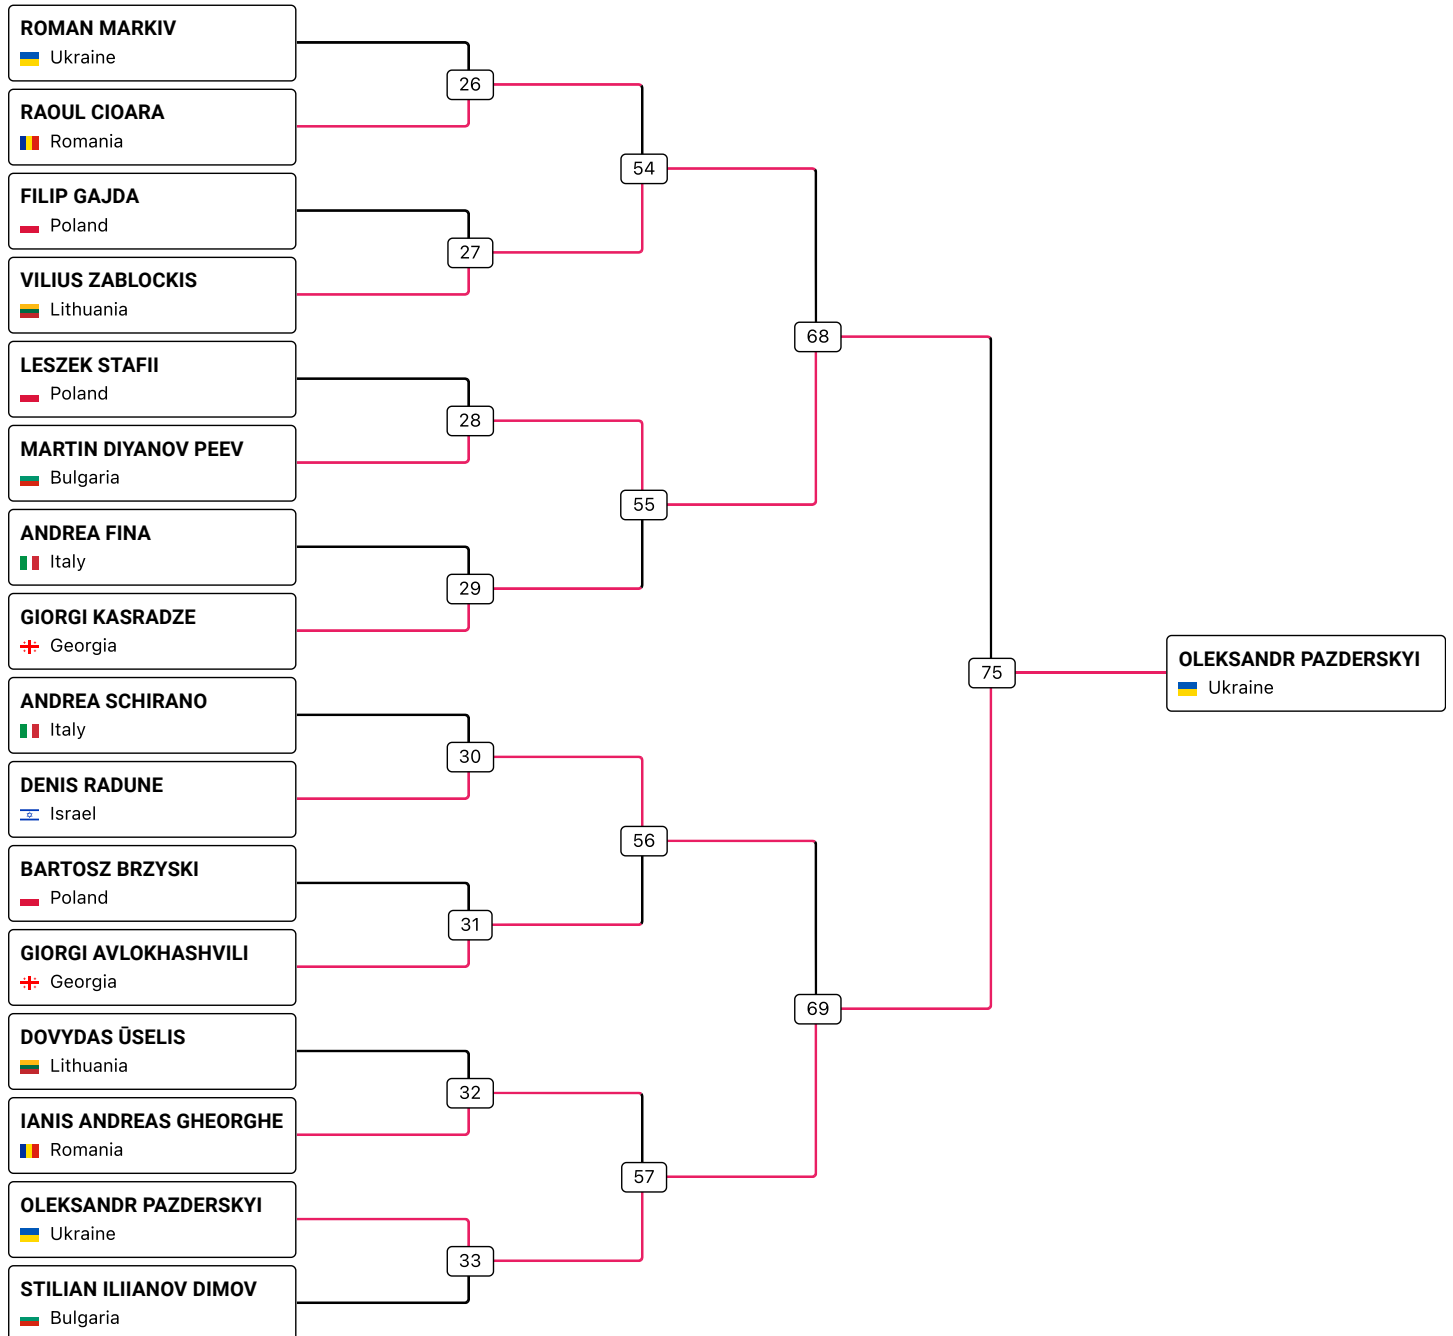 ROMAN MARKIV
Ukraine
RAOUL CIOARA
Romania
FILIP GAJDA
Poland
VILIUS ZABLOCKIS
Lithuania
LESZEK STAFII
Poland
MARTIN DIYANOV PEEV
Bulgaria
ANDREA FINA
Italy
GIORGI KASRADZE
Georgia
ANDREA SCHIRANO
Italy
DENIS RADUNE
Israel
BARTOSZ BRZYSKI
Poland
GIORGI AVLOKHASHVILI
Georgia
DOVYDAS ŪSELIS
Lithuania
IANIS ANDREAS GHEORGHE
Romania
OLEKSANDR PAZDERSKYI
Ukraine
STILIAN ILIIANOV DIMOV
Bulgaria
26
27
28
29
30
31
32
33
54
55
56
57
68
69
75
OLEKSANDR PAZDERSKYI
Ukraine